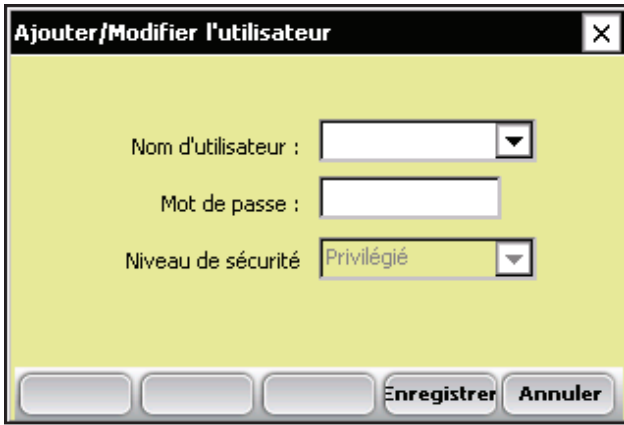 Ajouter/Modifier l'utilisateur
Nom d'utilisateur :
Mot de passe :
Niveau de sécurité
Privilégié
Enregistrer
Annuler